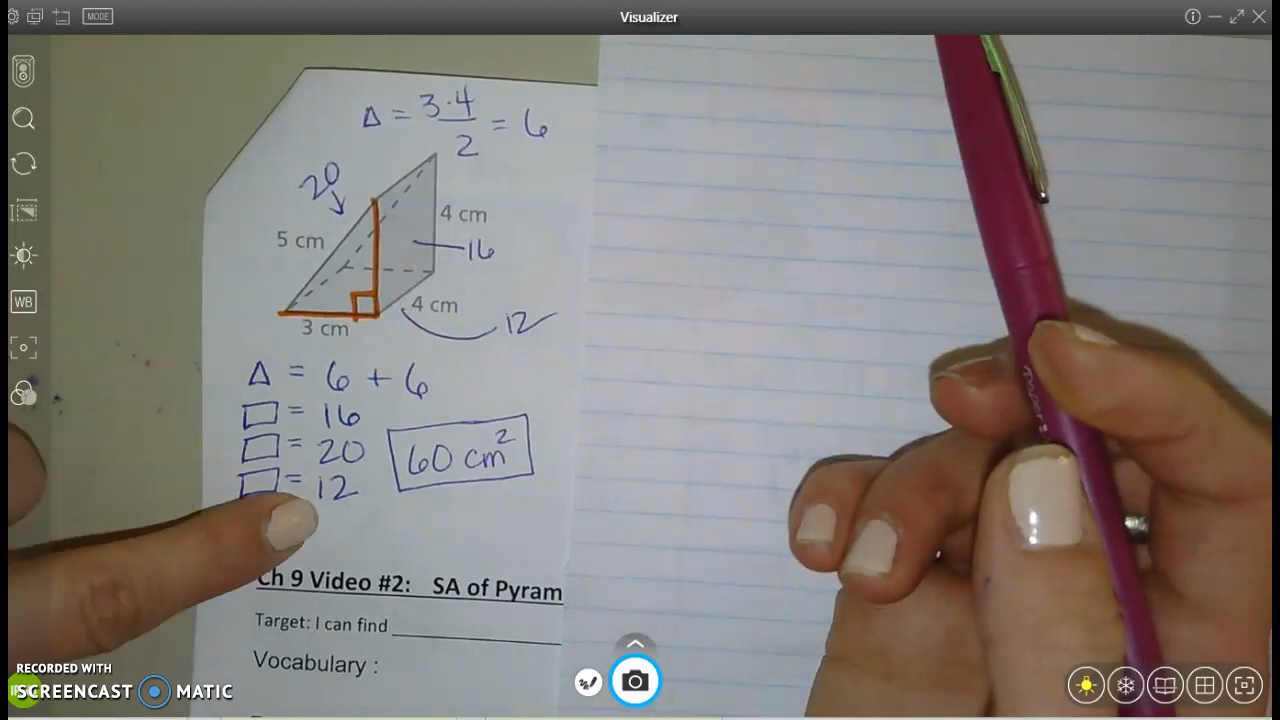 Visualizer
MODE
WB
Δ = 3·4/2 = 6
20
5 cm
4 cm
16
4 cm
3 cm
12
Δ = 6 + 6
▭ = 16
▭ = 20
▭ = 12
60 cm²
Ch 9 Video #2: SA of Pyram
Target: I can find
Vocabulary :
RECORDED WITH
SCREENCAST MATIC